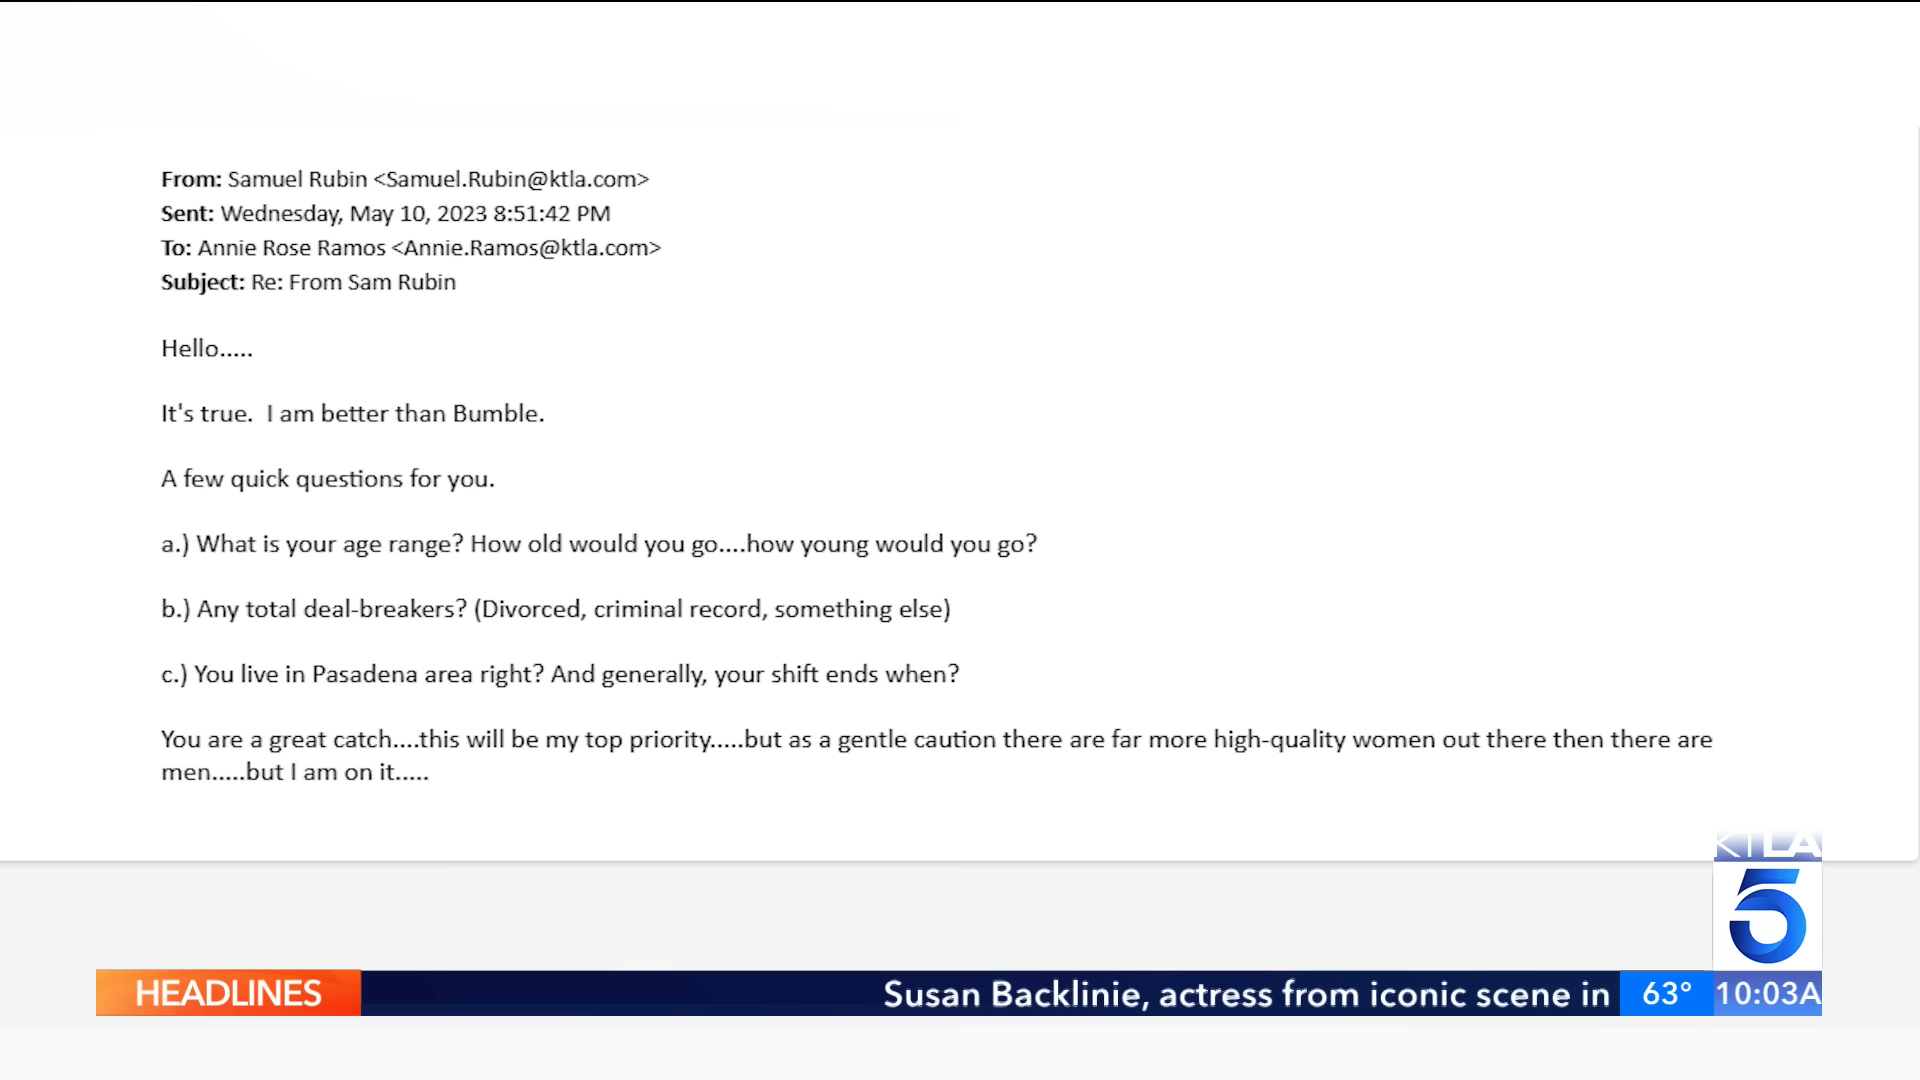 From: Samuel Rubin <Samuel.Rubin@ktla.com>
Sent: Wednesday, May 10, 2023 8:51:42 PM
To: Annie Rose Ramos <Annie.Ramos@ktla.com>
Subject: Re: From Sam Rubin
Hello.....
It's true.  I am better than Bumble.
A few quick questions for you.
a.) What is your age range? How old would you go....how young would you go?
b.) Any total deal-breakers? (Divorced, criminal record, something else)
c.) You live in Pasadena area right? And generally, your shift ends when?
You are a great catch....this will be my top priority.....but as a gentle caution there are far more high-quality women out there then there are
men.....but I am on it.....
KTLA
5
HEADLINES
Susan Backlinie, actress from iconic scene in
63°
10:03A